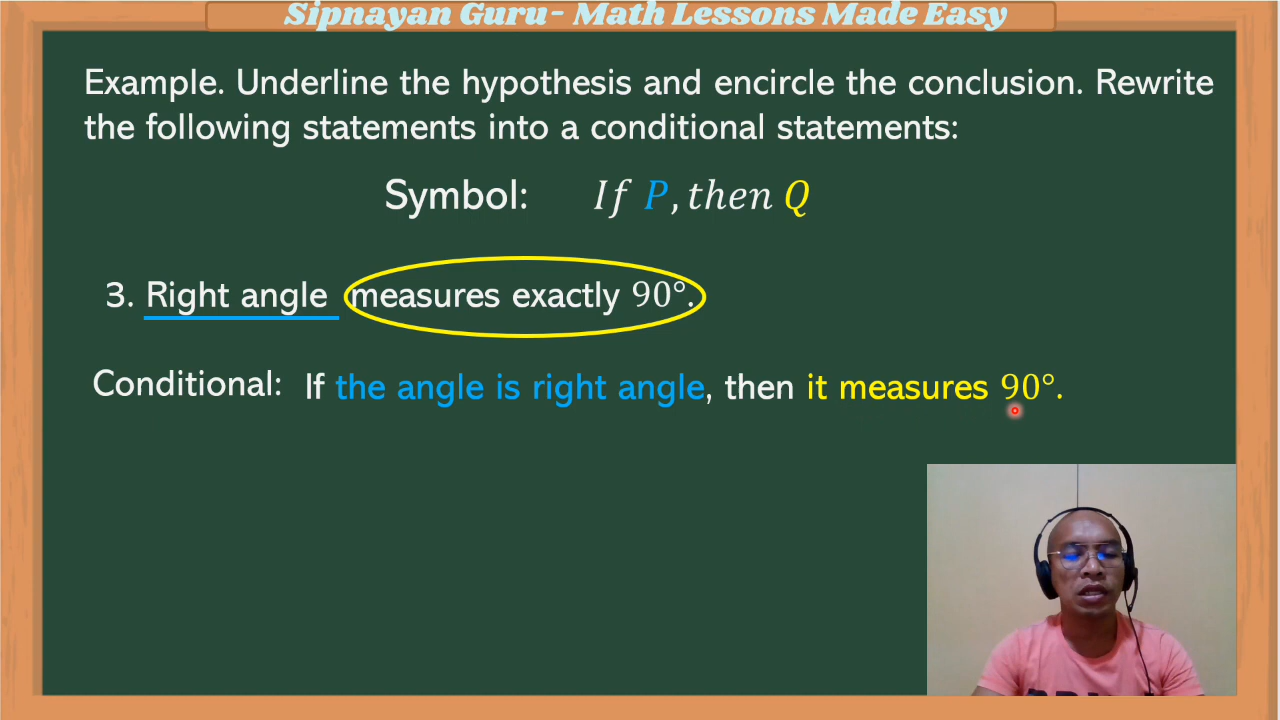 Sipnayan Guru- Math Lessons Made Easy
Example. Underline the hypothesis and encircle the conclusion. Rewrite
the following statements into a conditional statements:
Symbol: If P, then Q
3. Right angle measures exactly 90°.
Conditional: If the angle is right angle, then it measures 90°.